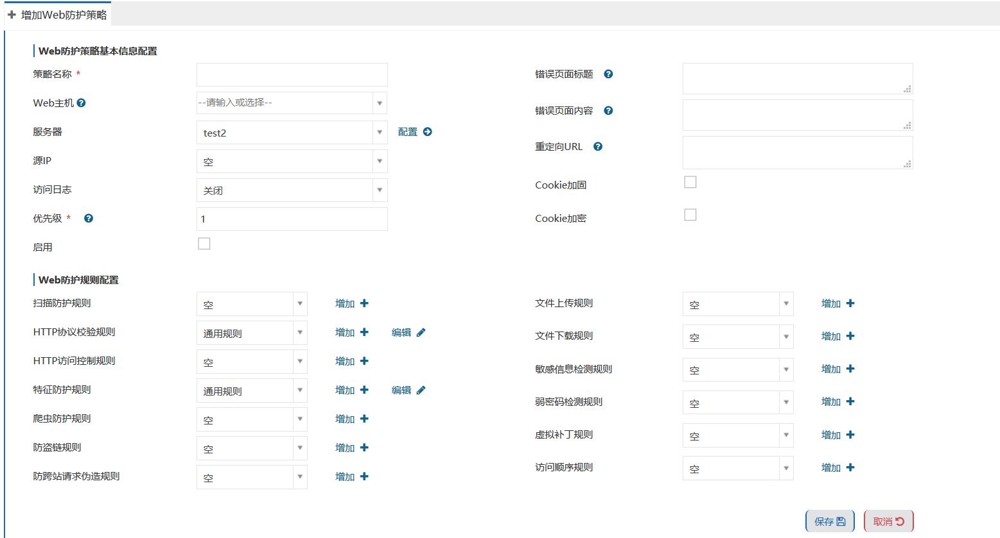 增加Web防护策略
Web防护策略基本信息配置
策略名称 *
Web主机 --请输入或选择--
服务器 test2 配置
源IP 空
访问日志 关闭
优先级 * 1
启用
错误页面标题
错误页面内容
重定向URL
Cookie加固
Cookie加密
Web防护规则配置
扫描防护规则 空 增加
HTTP协议校验规则 通用规则 增加 编辑
HTTP访问控制规则 空 增加
特征防护规则 通用规则 增加 编辑
爬虫防护规则 空 增加
防盗链规则 空 增加
防跨站请求伪造规则 空 增加
文件上传规则 空 增加
文件下载规则 空 增加
敏感信息检测规则 空 增加
弱密码检测规则 空 增加
虚拟补丁规则 空 增加
访问顺序规则 空 增加
保存 取消